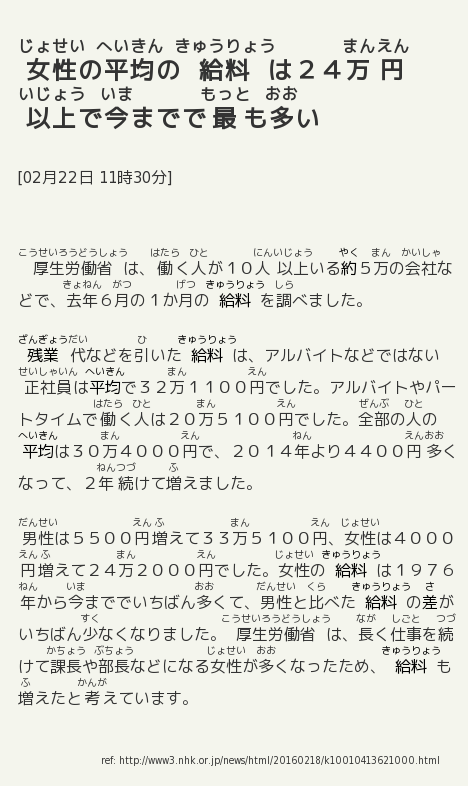 じょせい へいきん きゅうりょう まんえん
女性の平均の 給料 は２４万 円
いじょう いま もっと おお
以上で今までで 最 も多い
[02月22日 11時30分]
こうせいろうどうしょう はたら ひと にんいじょう やく まん かいしゃ
厚生労働省 は、働く人が１０人 以上いる約５万の会社な
きょねん がつ げつ きゅうりょう しら
どで、去年６月の１か月の 給料 を調べました。
ざんぎょうだい ひ きゅうりょう
残業 代などを引いた 給料 は、アルバイトなどではない
せいしゃいん へいきん まん えん
正社員は平均で３２万１１００円でした。アルバイトやパー
はたら ひと まん えん ぜんぶ ひと
トタイムで働く人は２０万５１００円でした。全部の人の
へいきん まん えん ねん えんおお
平均は３０万４０００円で、２０１４年より４４００円 多く
ねんつづ ふ
なって、２年 続けて増えました。
だんせい えん ふ まん えん じょせい
男性は５５００円 増えて３３万５１００円、女性は４０００
えん ふ まん えん じょせい きゅうりょう
円 増えて２４万２０００円でした。女性の 給料 は１９７６
ねん いま おお だんせい くら きゅうりょう さ
年から今まででいちばん多くて、男性と比べた 給料 の差が
すく こうせいろうどうしょう なが しごと つづ
いちばん少なくなりました。 厚生労働省 は、長く仕事を続
かちょう ぶちょう じょせい おお きゅうりょう
けて課長や部長などになる女性が多くなったため、 給料 も
ふ かんが
増えたと考えています。
ref: http://www3.nhk.or.jp/news/html/20160218/k10010413621000.html